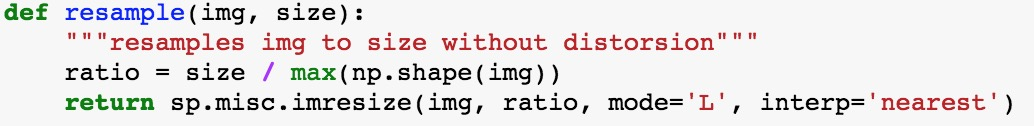 def resample(img, size):
    """resamples img to size without distorsion"""
    ratio = size / max(np.shape(img))
    return sp.misc.imresize(img, ratio, mode='L', interp='nearest')